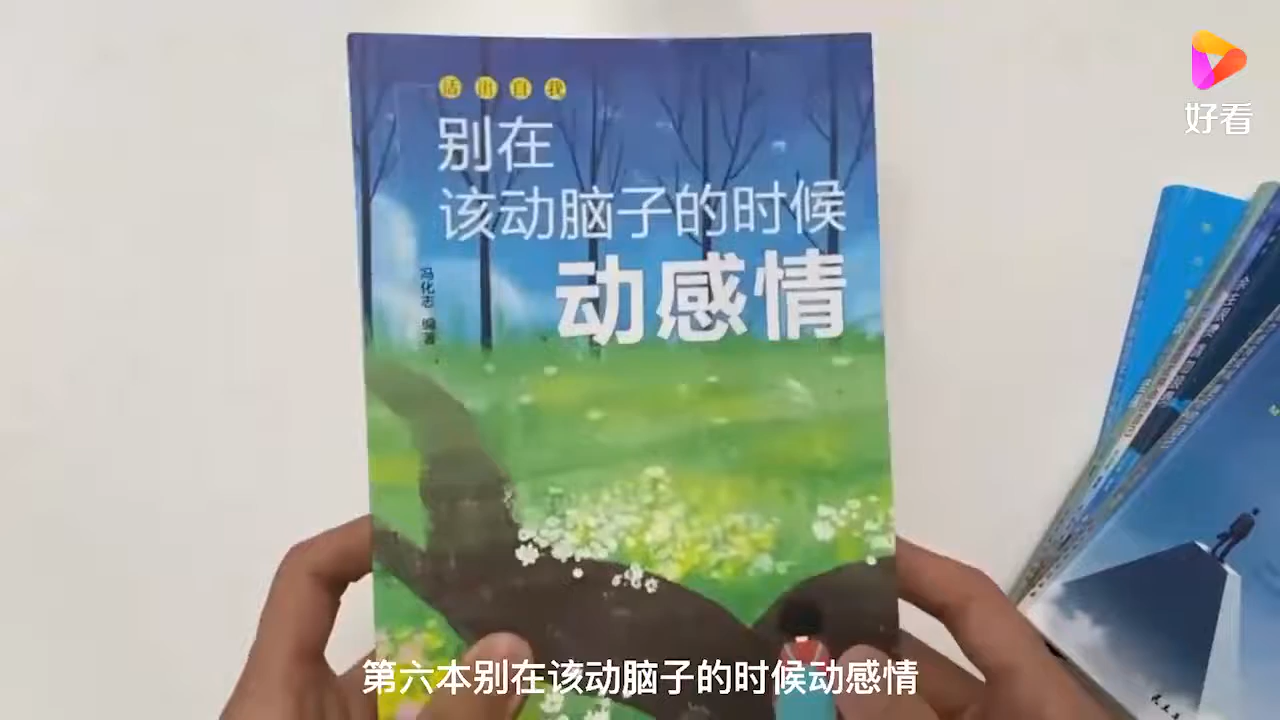 活出自我
别在
该动脑子的时候
动感情
冯化志 编著
好看
第六本别在该动脑子的时候动感情